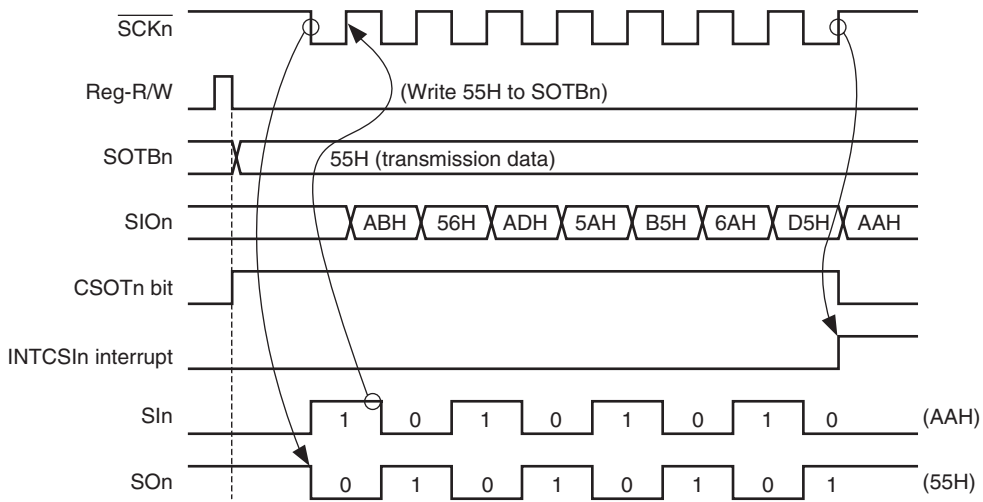 SCKn
Reg-R/W (Write 55H to SOTBn)
SOTBn 55H (transmission data)
SIOn ABH 56H ADH 5AH B5H 6AH D5H AAH
CSOTn bit
INTCSIn interrupt
SIn 1 0 1 0 1 0 1 0 (AAH)
SOn 0 1 0 1 0 1 0 1 (55H)